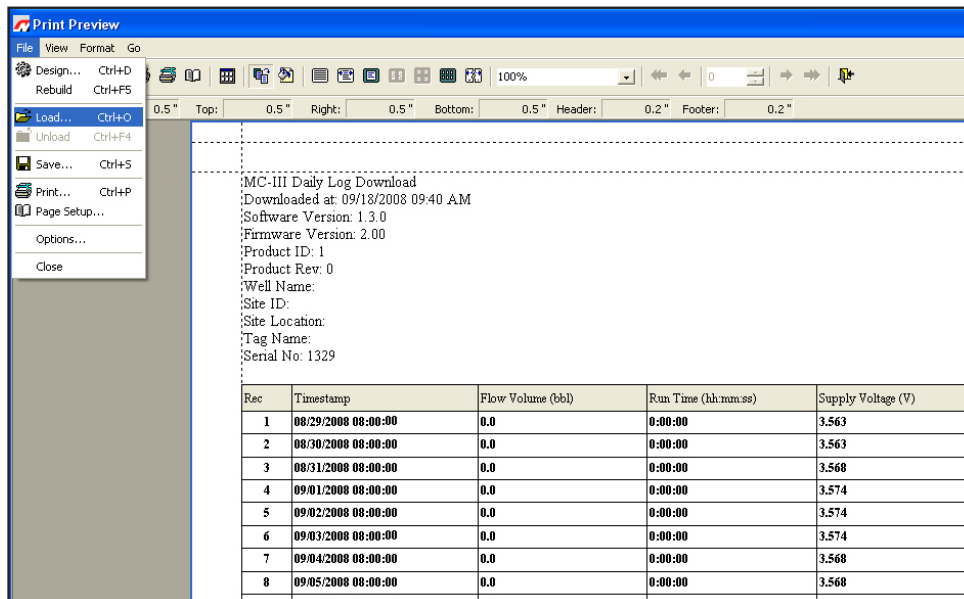 Print Preview
File View Format Go
Design... Ctrl+D
Rebuild Ctrl+F5
Load... Ctrl+O
Unload Ctrl+F4
Save... Ctrl+S
Print... Ctrl+P
Page Setup...
Options...
Close
100% 0
0.5 " Top: 0.5 " Right: 0.5 " Bottom: 0.5 " Header: 0.2 " Footer: 0.2 "
MC-III Daily Log Download
Downloaded at: 09/18/2008 09:40 AM
Software Version: 1.3.0
Firmware Version: 2.00
Product ID: 1
Product Rev: 0
Well Name:
Site ID:
Site Location:
Tag Name:
Serial No: 1329
Rec Timestamp Flow Volume (bbl) Run Time (hh:mm:ss) Supply Voltage (V)
1 08/29/2008 08:00:00 0.0 0:00:00 3.563
2 08/30/2008 08:00:00 0.0 0:00:00 3.563
3 08/31/2008 08:00:00 0.0 0:00:00 3.568
4 09/01/2008 08:00:00 0.0 0:00:00 3.574
5 09/02/2008 08:00:00 0.0 0:00:00 3.574
6 09/03/2008 08:00:00 0.0 0:00:00 3.574
7 09/04/2008 08:00:00 0.0 0:00:00 3.568
8 09/05/2008 08:00:00 0.0 0:00:00 3.568